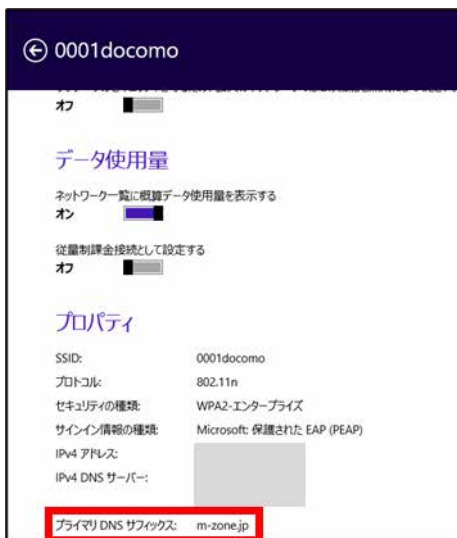 0001docomo
オフ
データ使用量
ネットワーク一覧に概算データ使用量を表示する
オン
従量制課金接続として設定する
オフ
プロパティ
SSID: 0001docomo
プロトコル: 802.11n
セキュリティの種類: WPA2-エンタープライズ
サインイン情報の種類: Microsoft: 保護された EAP (PEAP)
IPv4 アドレス:
IPv4 DNS サーバー:
プライマリ DNS サフィックス: m-zone.jp